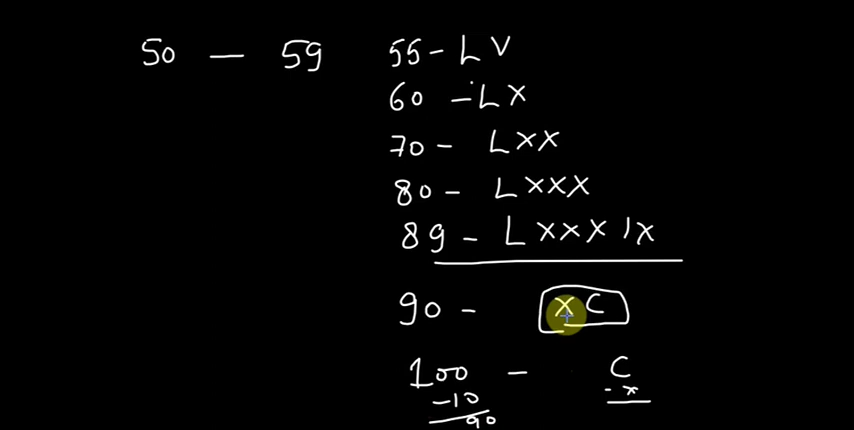 50 — 59 55 - LV
60 - LX
70 - LXX
80 - LXXX
89 - LXXXIX
90 - XC
100 - C
-10 - x
90